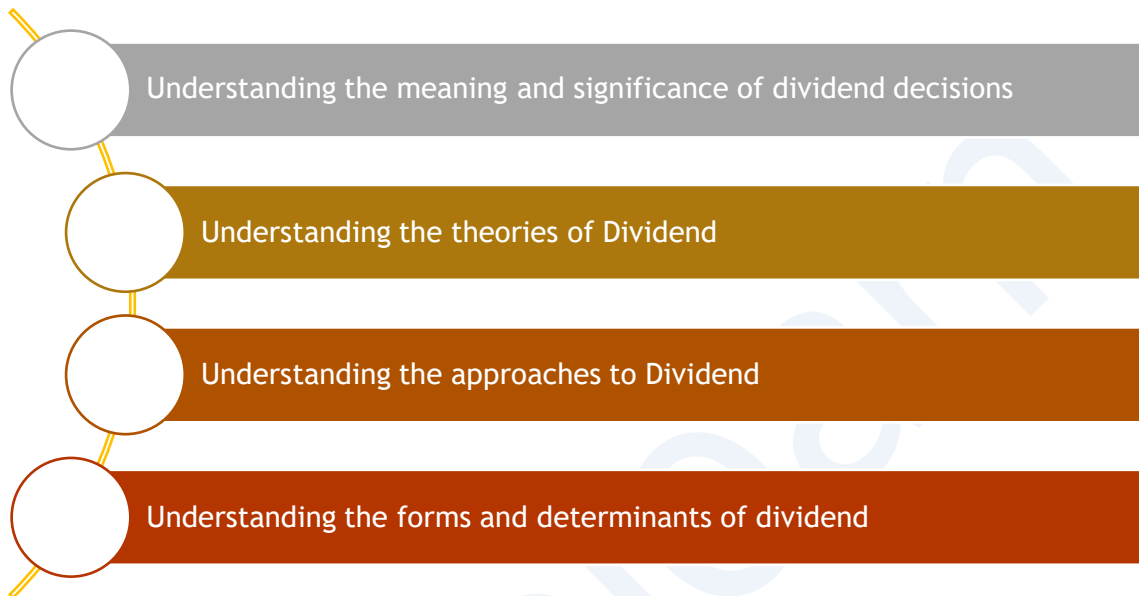 Understanding the meaning and significance of dividend decisions
Understanding the theories of Dividend
Understanding the approaches to Dividend
Understanding the forms and determinants of dividend